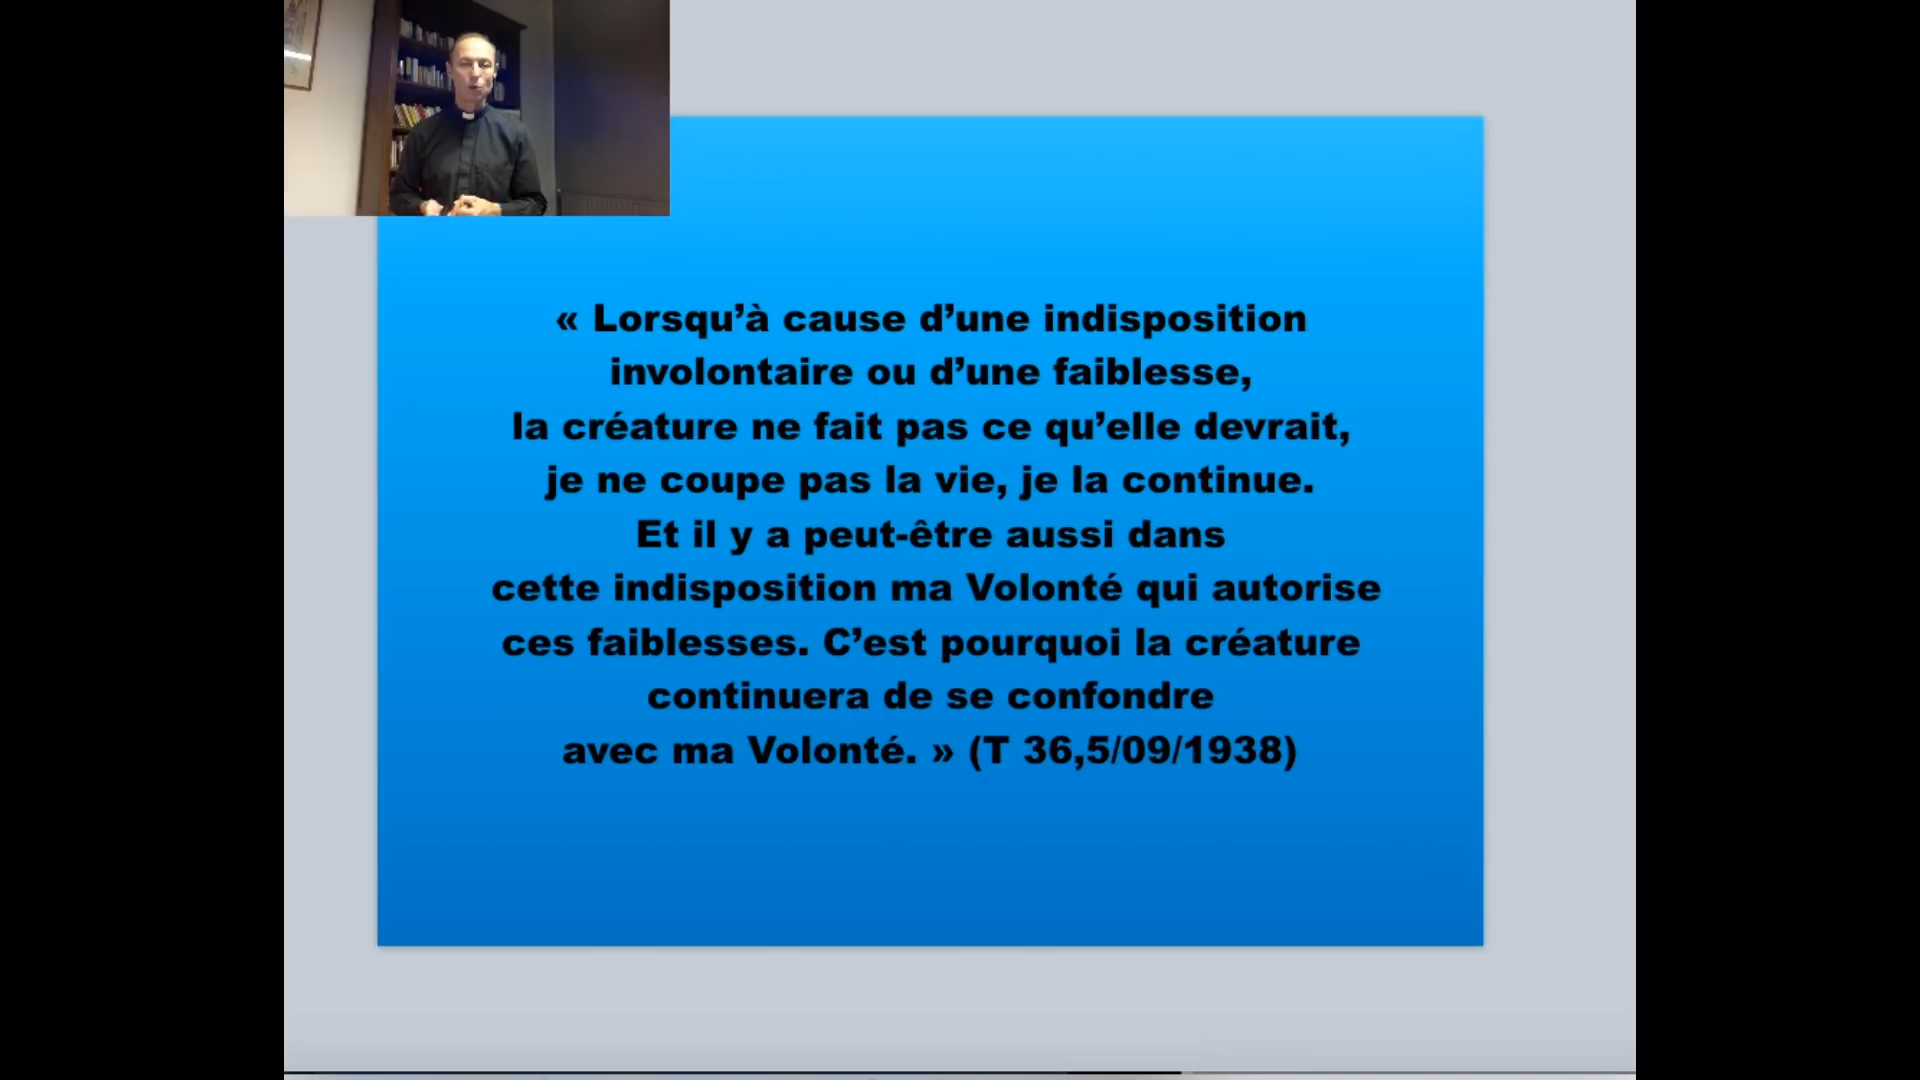 « Lorsqu’à cause d’une indisposition
involontaire ou d’une faiblesse,
la créature ne fait pas ce qu’elle devrait,
je ne coupe pas la vie, je la continue.
Et il y a peut-être aussi dans
cette indisposition ma Volonté qui autorise
ces faiblesses. C’est pourquoi la créature
continuera de se confondre
avec ma Volonté. » (T 36,5/09/1938)